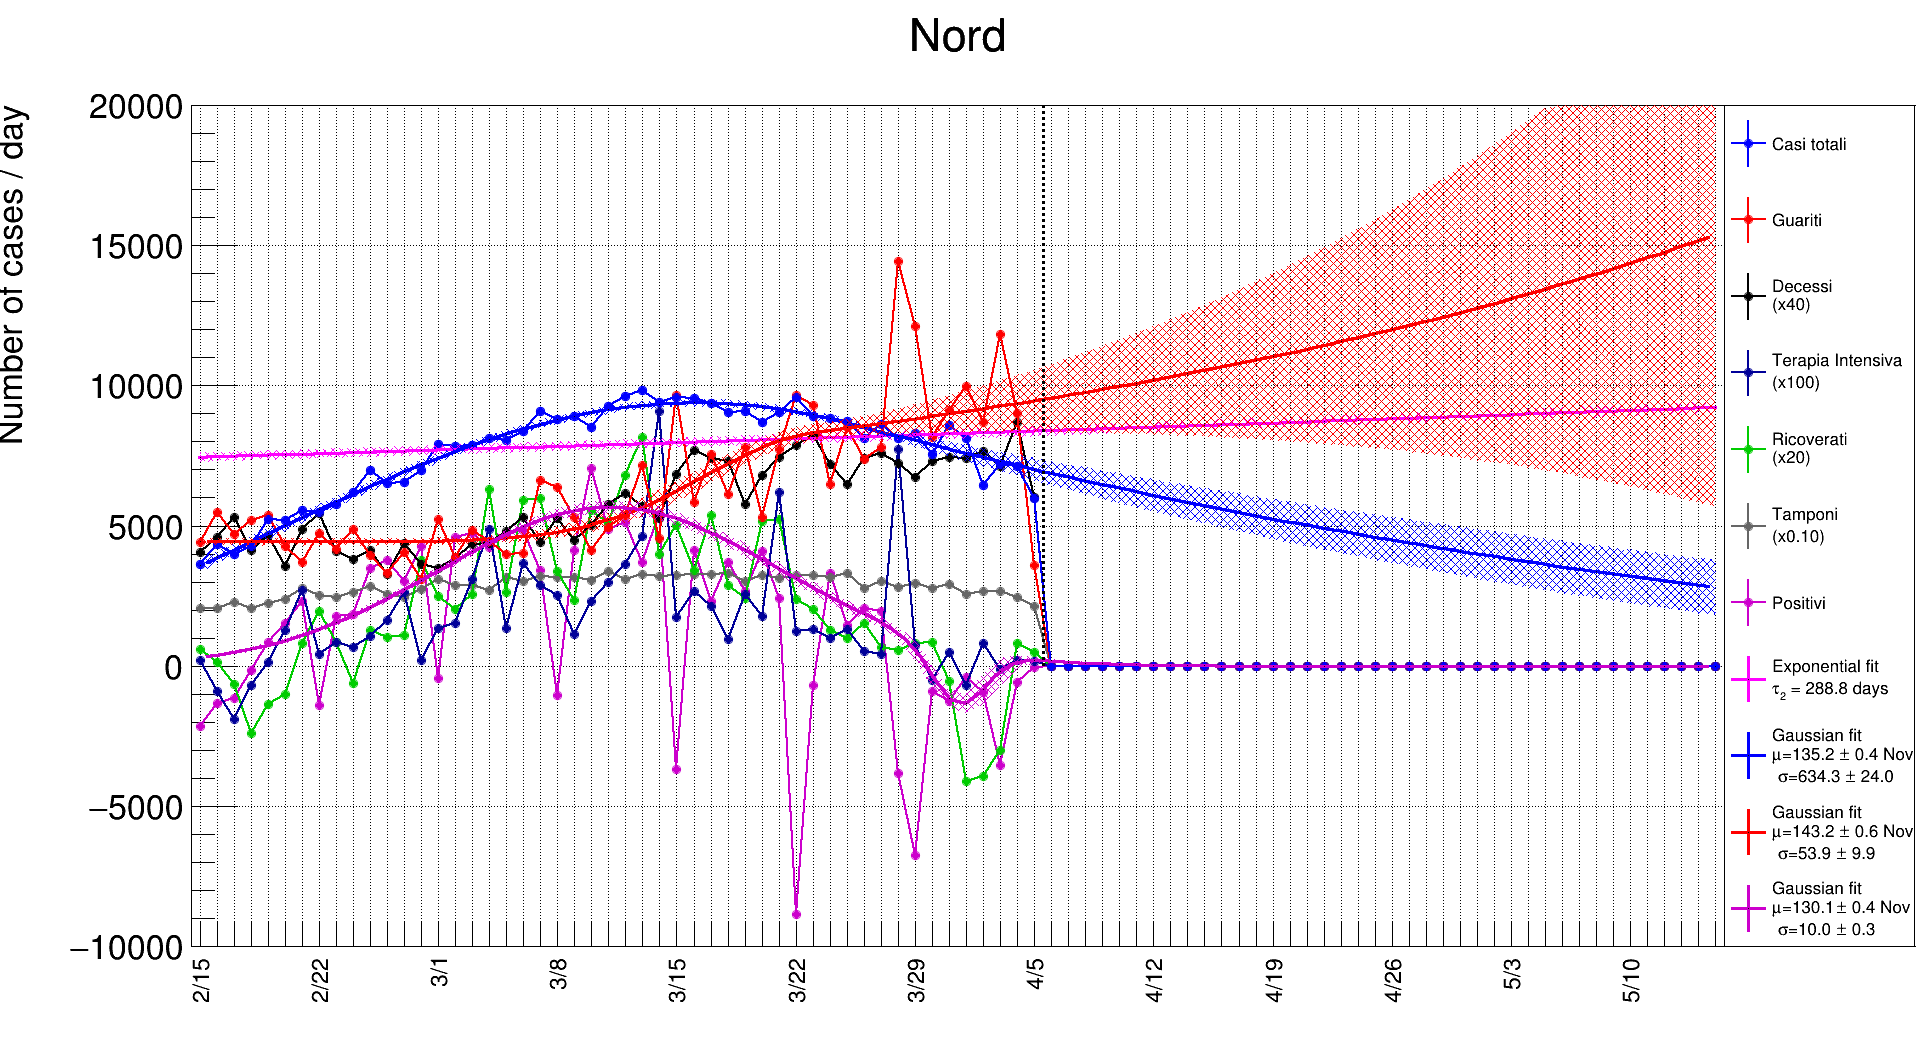 Nord
Number of cases / day
20000
15000
10000
5000
0
−5000
−10000
2/15
2/22
3/1
3/8
3/15
3/22
3/29
4/5
4/12
4/19
4/26
5/3
5/10
Casi totali
Guariti
Decessi
(x40)
Terapia Intensiva
(x100)
Ricoverati
(x20)
Tamponi
(x0.10)
Positivi
Exponential fit
τ2 = 288.8 days
Gaussian fit
μ=135.2 ± 0.4 Nov
σ=634.3 ± 24.0
Gaussian fit
μ=143.2 ± 0.6 Nov
σ=53.9 ± 9.9
Gaussian fit
μ=130.1 ± 0.4 Nov
σ=10.0 ± 0.3